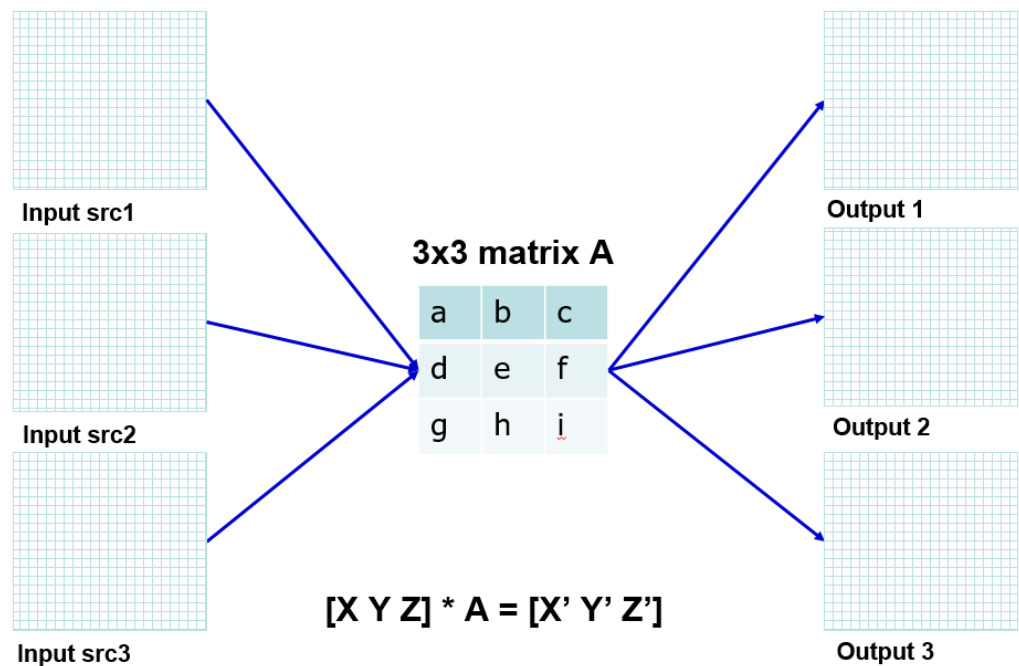 Input src1
Input src2
Input src3
3x3 matrix A
a b c
d e f
g h i
[X Y Z] * A = [X’ Y’ Z’]
Output 1
Output 2
Output 3